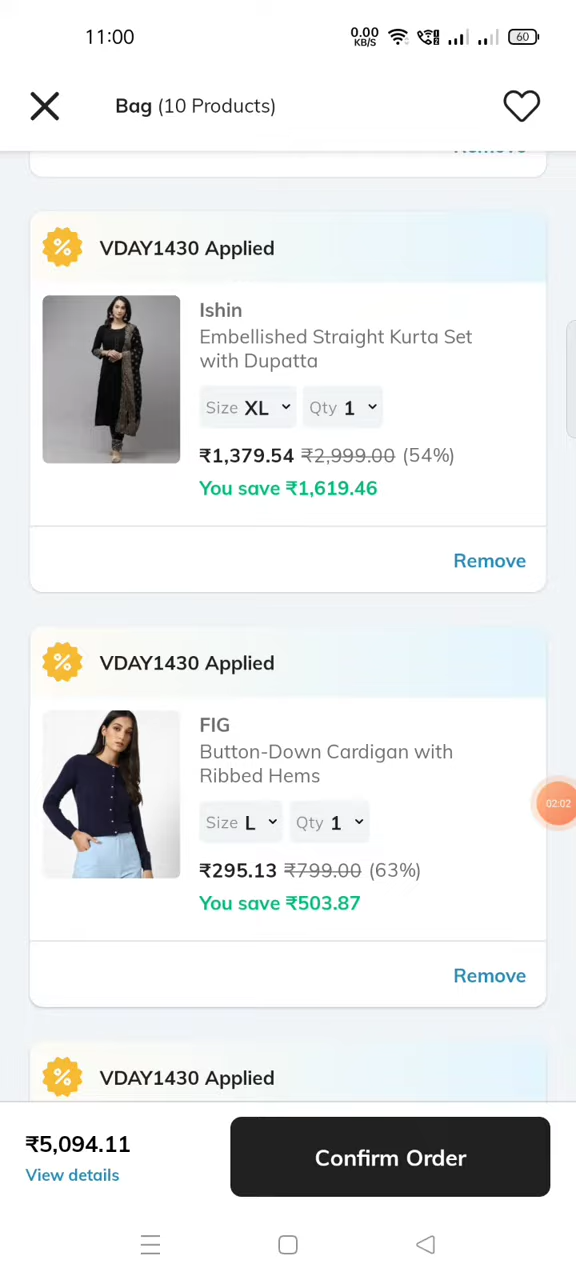 11:00
0.00
KB/S
60
Bag (10 Products)
Remove
VDAY1430 Applied
Ishin
Embellished Straight Kurta Set
with Dupatta
Size XL Qty 1
₹1,379.54 ₹2,999.00 (54%)
You save ₹1,619.46
Remove
VDAY1430 Applied
FIG
Button-Down Cardigan with
Ribbed Hems
Size L Qty 1
02:02
₹295.13 ₹799.00 (63%)
You save ₹503.87
Remove
VDAY1430 Applied
₹5,094.11
View details
Confirm Order